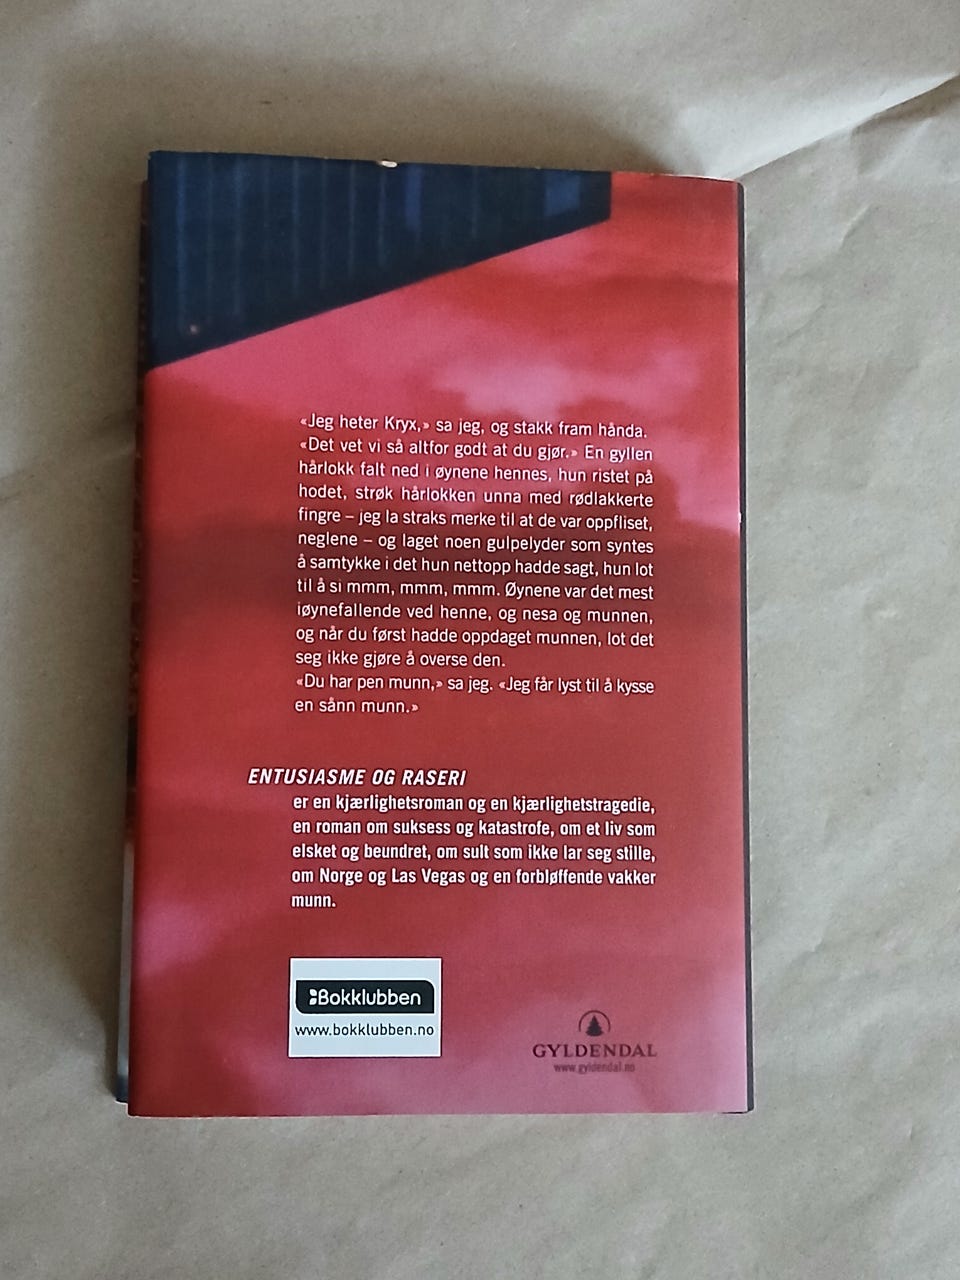 «Jeg heter Kryx,» sa jeg, og stakk fram hånda.
«Det vet vi så altfor godt at du gjør.» En gyllen
hårlokk falt ned i øynene hennes, hun ristet på
hodet, strøk hårlokken unna med rødlakkerte
fingre – jeg la straks merke til at de var oppfliset,
neglene – og laget noen gulpelyder som syntes
å samtykke i det hun nettopp hadde sagt, hun lot
til å si mmm, mmm, mmm. Øynene var det mest
iøynefallende ved henne, og nesa og munnen,
og når du først hadde oppdaget munnen, lot det
seg ikke gjøre å overse den.
«Du har pen munn,» sa jeg. «Jeg får lyst til å kysse
en sånn munn.»
ENTUSIASME OG RASERI
er en kjærlighetsroman og en kjærlighetstragedie,
en roman om suksess og katastrofe, om et liv som
elsket og beundret, om sult som ikke lar seg stille,
om Norge og Las Vegas og en forbløffende vakker
munn.
Bokklubben
www.bokklubben.no
GYLDENDAL
www.gyldendal.no